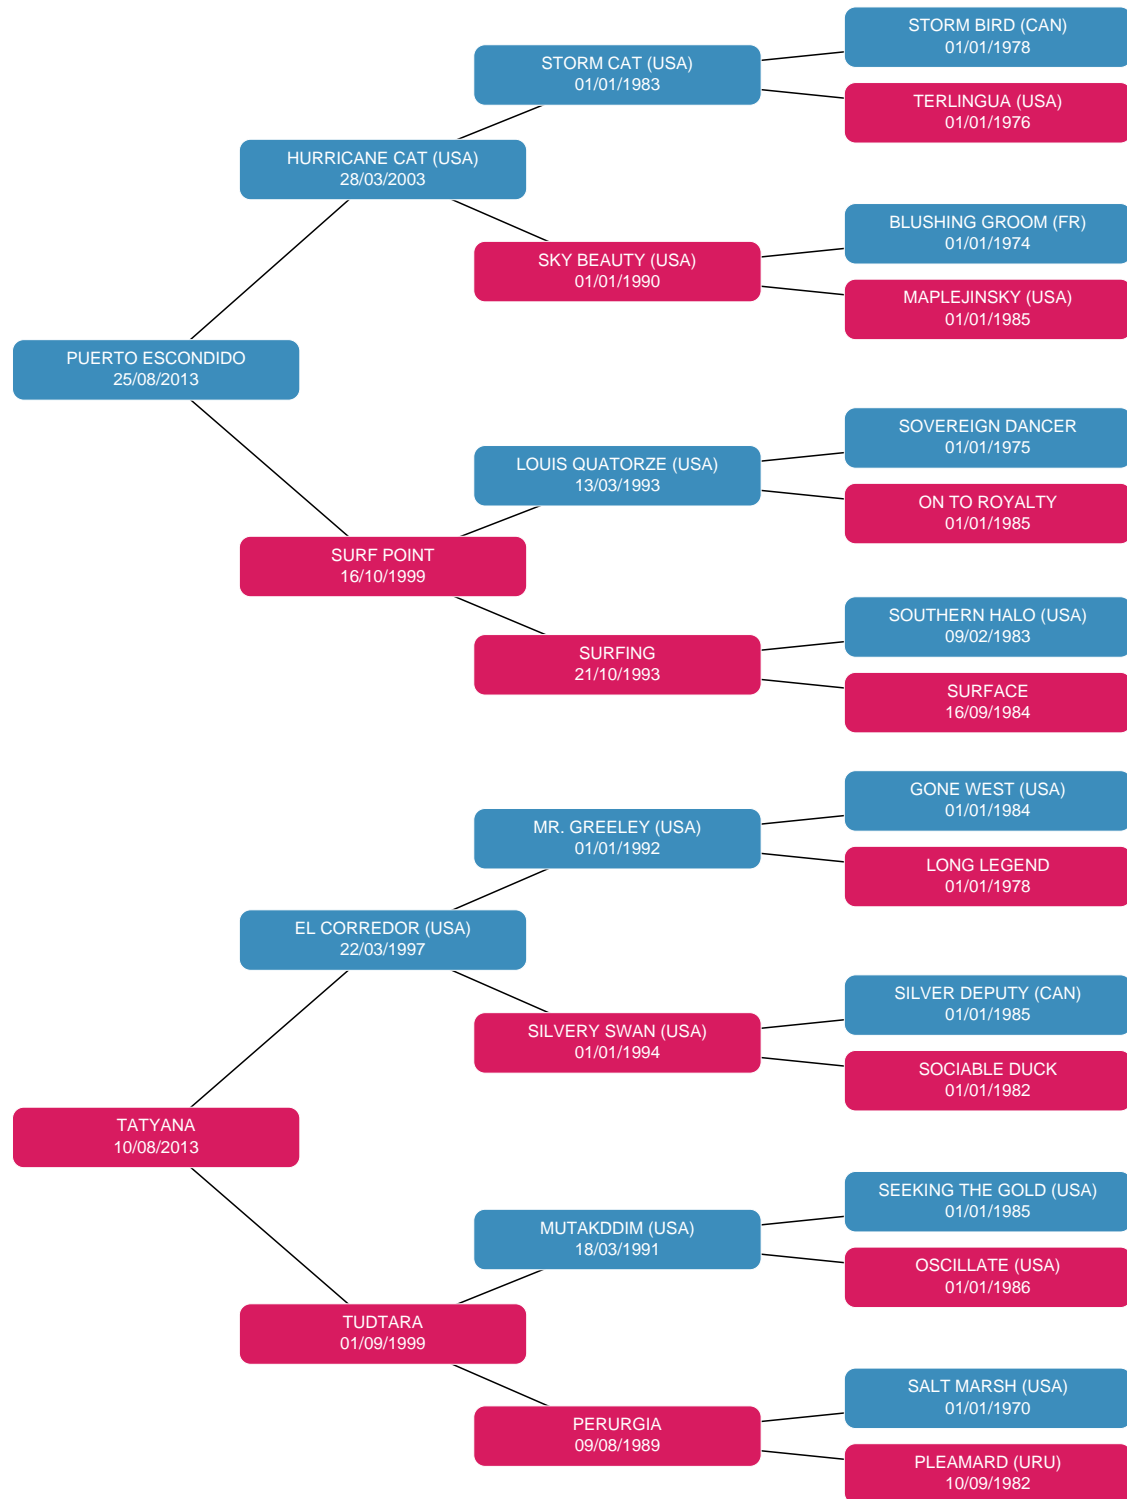 STORM BIRD (CAN)
01/01/1978
STORM CAT (USA)
01/01/1983
TERLINGUA (USA)
01/01/1976
HURRICANE CAT (USA)
28/03/2003
BLUSHING GROOM (FR)
01/01/1974
SKY BEAUTY (USA)
01/01/1990
MAPLEJINSKY (USA)
01/01/1985
PUERTO ESCONDIDO
25/08/2013
SOVEREIGN DANCER
01/01/1975
LOUIS QUATORZE (USA)
13/03/1993
ON TO ROYALTY
01/01/1985
SURF POINT
16/10/1999
SOUTHERN HALO (USA)
09/02/1983
SURFING
21/10/1993
SURFACE
16/09/1984
GONE WEST (USA)
01/01/1984
MR. GREELEY (USA)
01/01/1992
LONG LEGEND
01/01/1978
EL CORREDOR (USA)
22/03/1997
SILVER DEPUTY (CAN)
01/01/1985
SILVERY SWAN (USA)
01/01/1994
SOCIABLE DUCK
01/01/1982
TATYANA
10/08/2013
SEEKING THE GOLD (USA)
01/01/1985
MUTAKDDIM (USA)
18/03/1991
OSCILLATE (USA)
01/01/1986
TUDTARA
01/09/1999
SALT MARSH (USA)
01/01/1970
PERURGIA
09/08/1989
PLEAMARD (URU)
10/09/1982